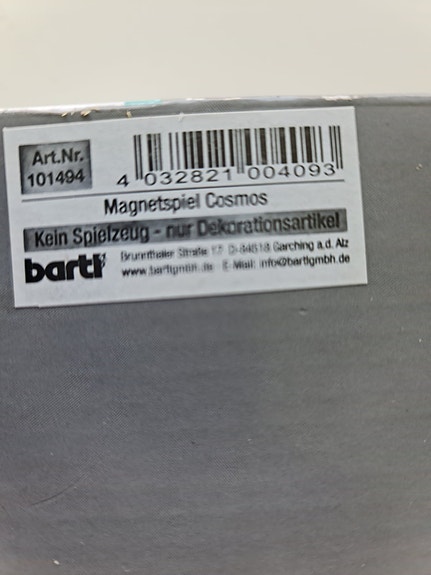 Art.Nr.
101494
4 032821 004093
Magnetspiel Cosmos
Kein Spielzeug - nur Dekorationsartikel
bartl
Brunnthaler Straße 17 D-84518 Garching a.d. Alz
www.bartlgmbh.de · E-Mail: info@bartlgmbh.de